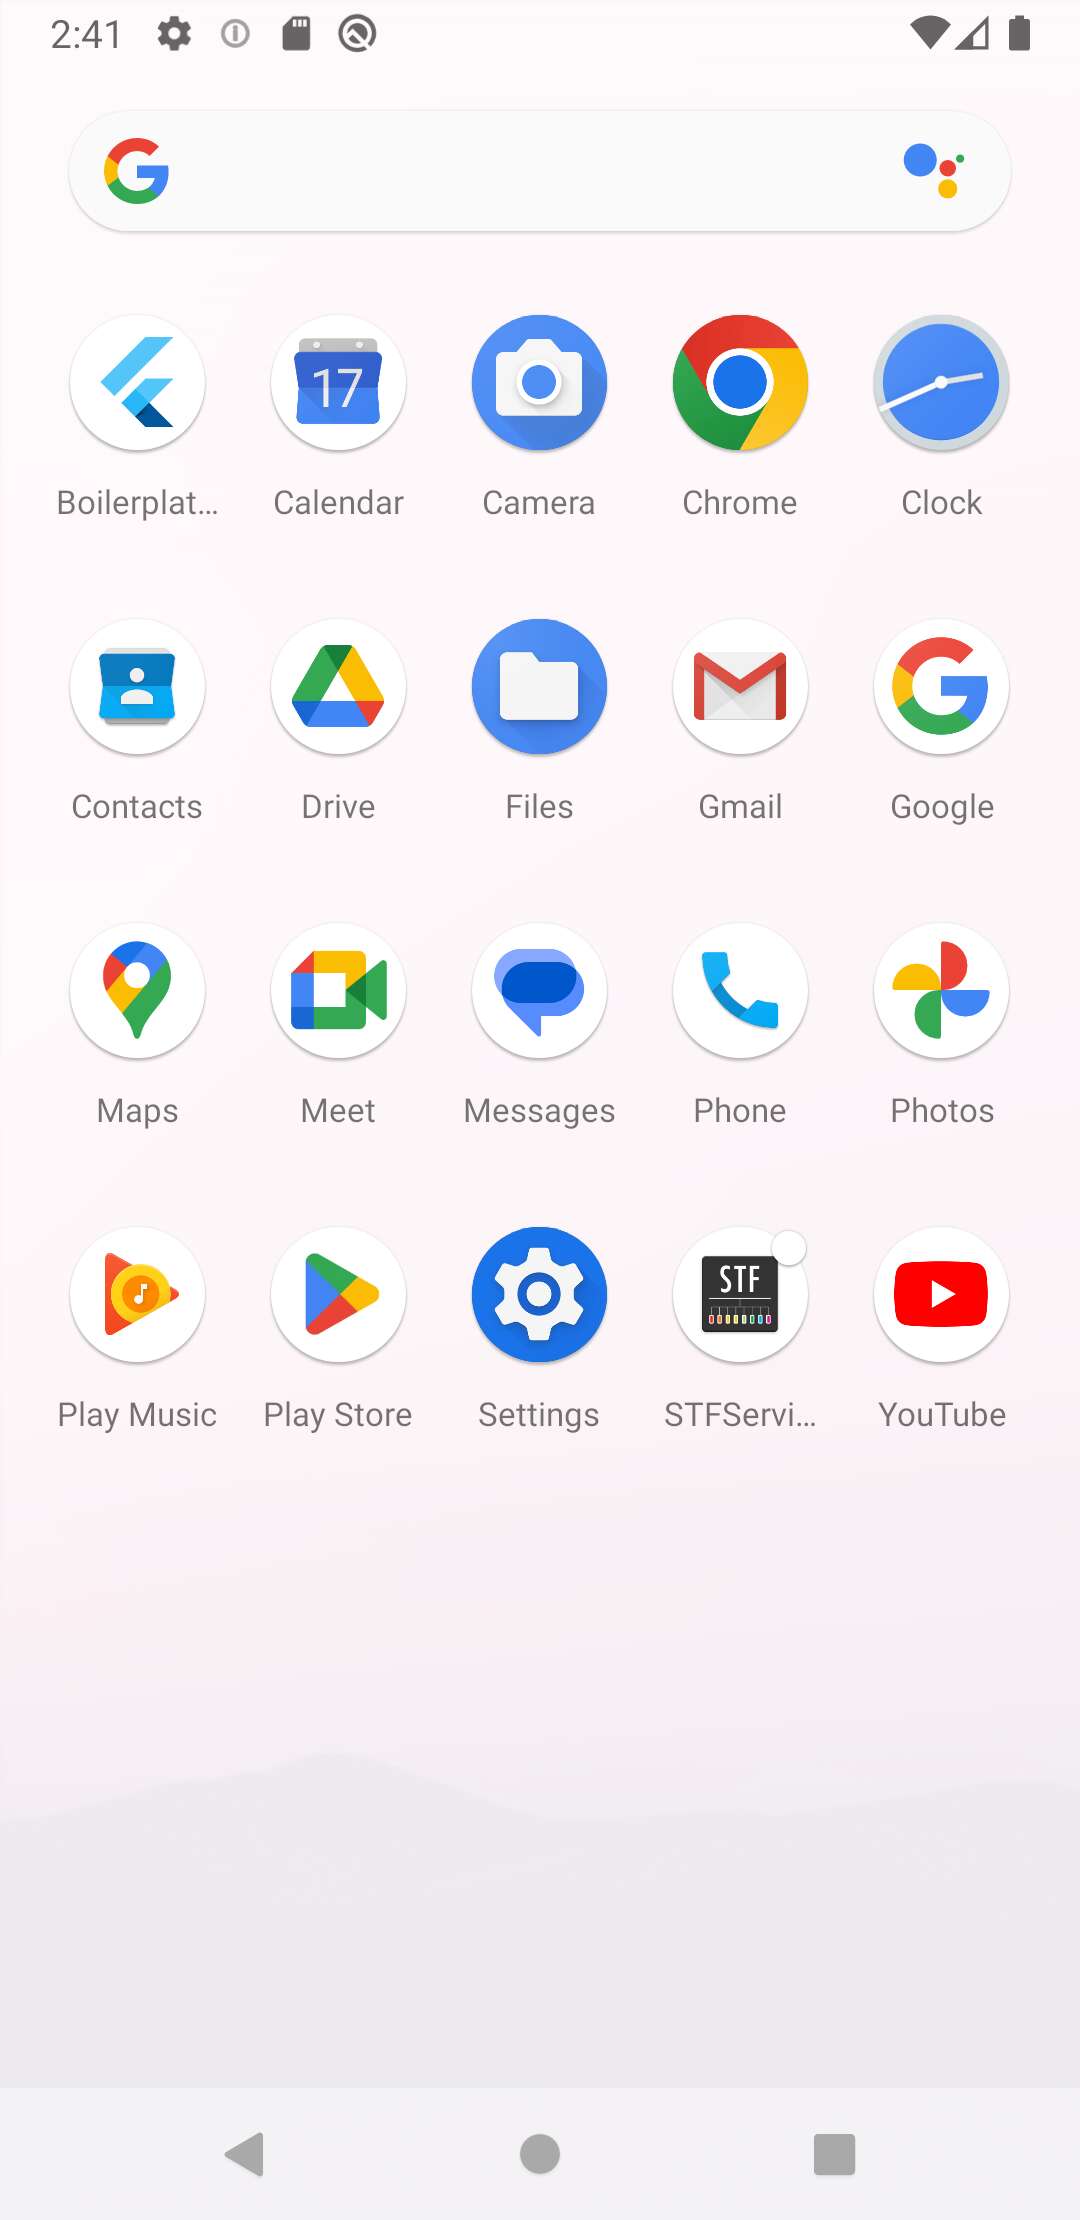 2:41
Boilerplat...
Calendar
Camera
Chrome
Clock
17
Contacts
Drive
Files
Gmail
Google
Maps
Meet
Messages
Phone
Photos
STF
Play Music
Play Store
Settings
STFServi...
YouTube